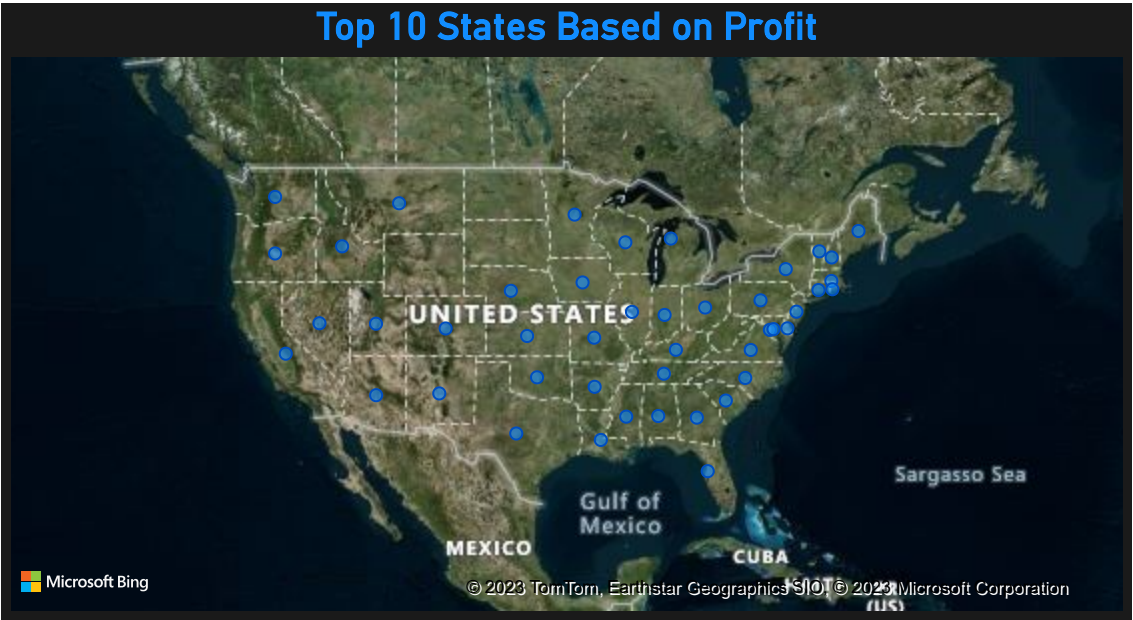 Top 10 States Based on Profit
UNITED STATES
Sargasso Sea
Gulf of
Mexico
MEXICO
CUBA
Microsoft Bing
© 2023 TomTom, Earthstar Geographics SIO, © 2023 Microsoft Corporation
(US)